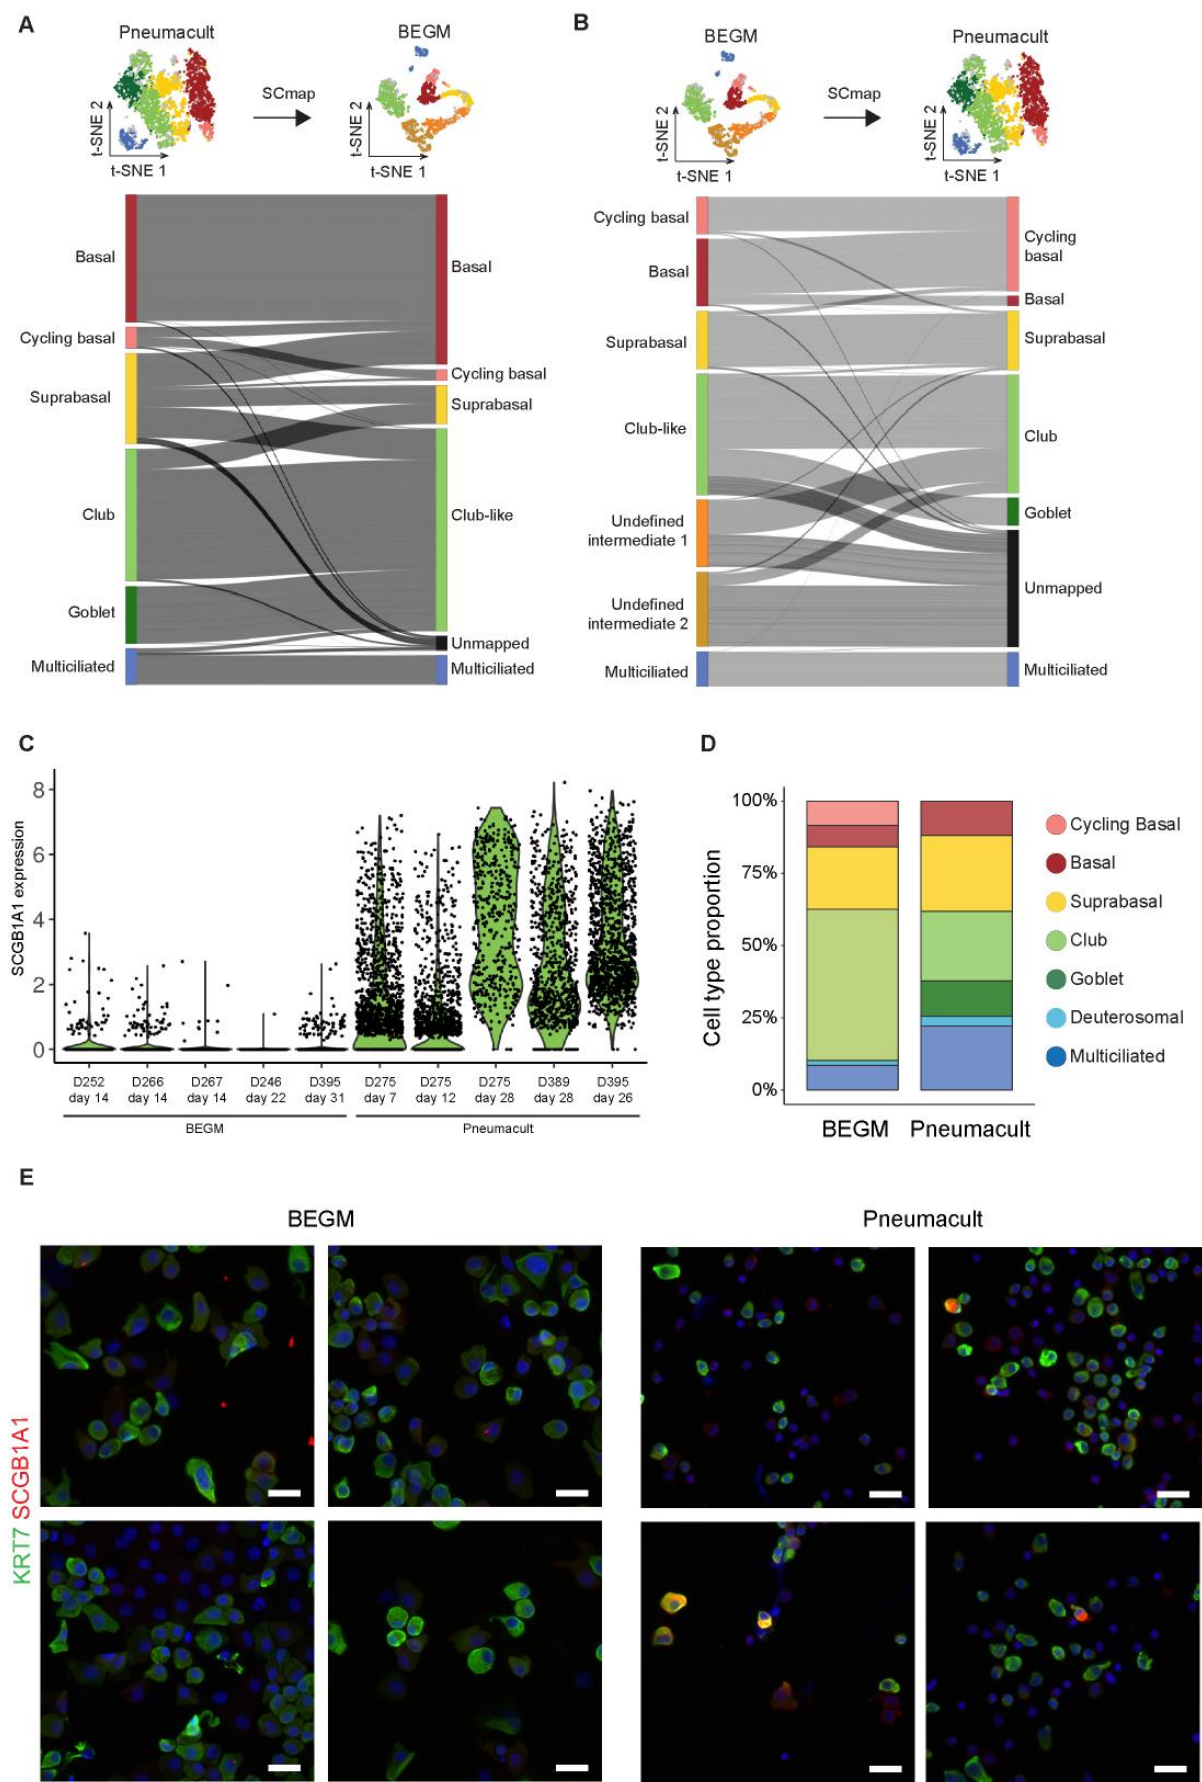 A
Pneumacult
BEGM
SCmap
t-SNE 2
t-SNE 1
t-SNE 2
t-SNE 1
Basal
Cycling basal
Suprabasal
Club
Goblet
Multiciliated
Basal
Cycling basal
Suprabasal
Club-like
Unmapped
Multiciliated
B
BEGM
Pneumacult
SCmap
t-SNE 2
t-SNE 1
t-SNE 2
t-SNE 1
Cycling basal
Basal
Suprabasal
Club-like
Undefined
intermediate 1
Undefined
intermediate 2
Multiciliated
Cycling
basal
Basal
Suprabasal
Club
Goblet
Unmapped
Multiciliated
C
SCGB1A1 expression
8
6
4
2
0
D252 D266 D267 D246 D395 D275 D275 D275 D389 D395
day 14 day 14 day 14 day 22 day 31 day 7 day 12 day 28 day 28 day 26
BEGM Pneumacult
D
Cell type proportion
100%
75%
50%
25%
0%
BEGM Pneumacult
Cycling Basal
Basal
Suprabasal
Club
Goblet
Deuterosomal
Multiciliated
E
BEGM
Pneumacult
KRT7 SCGB1A1